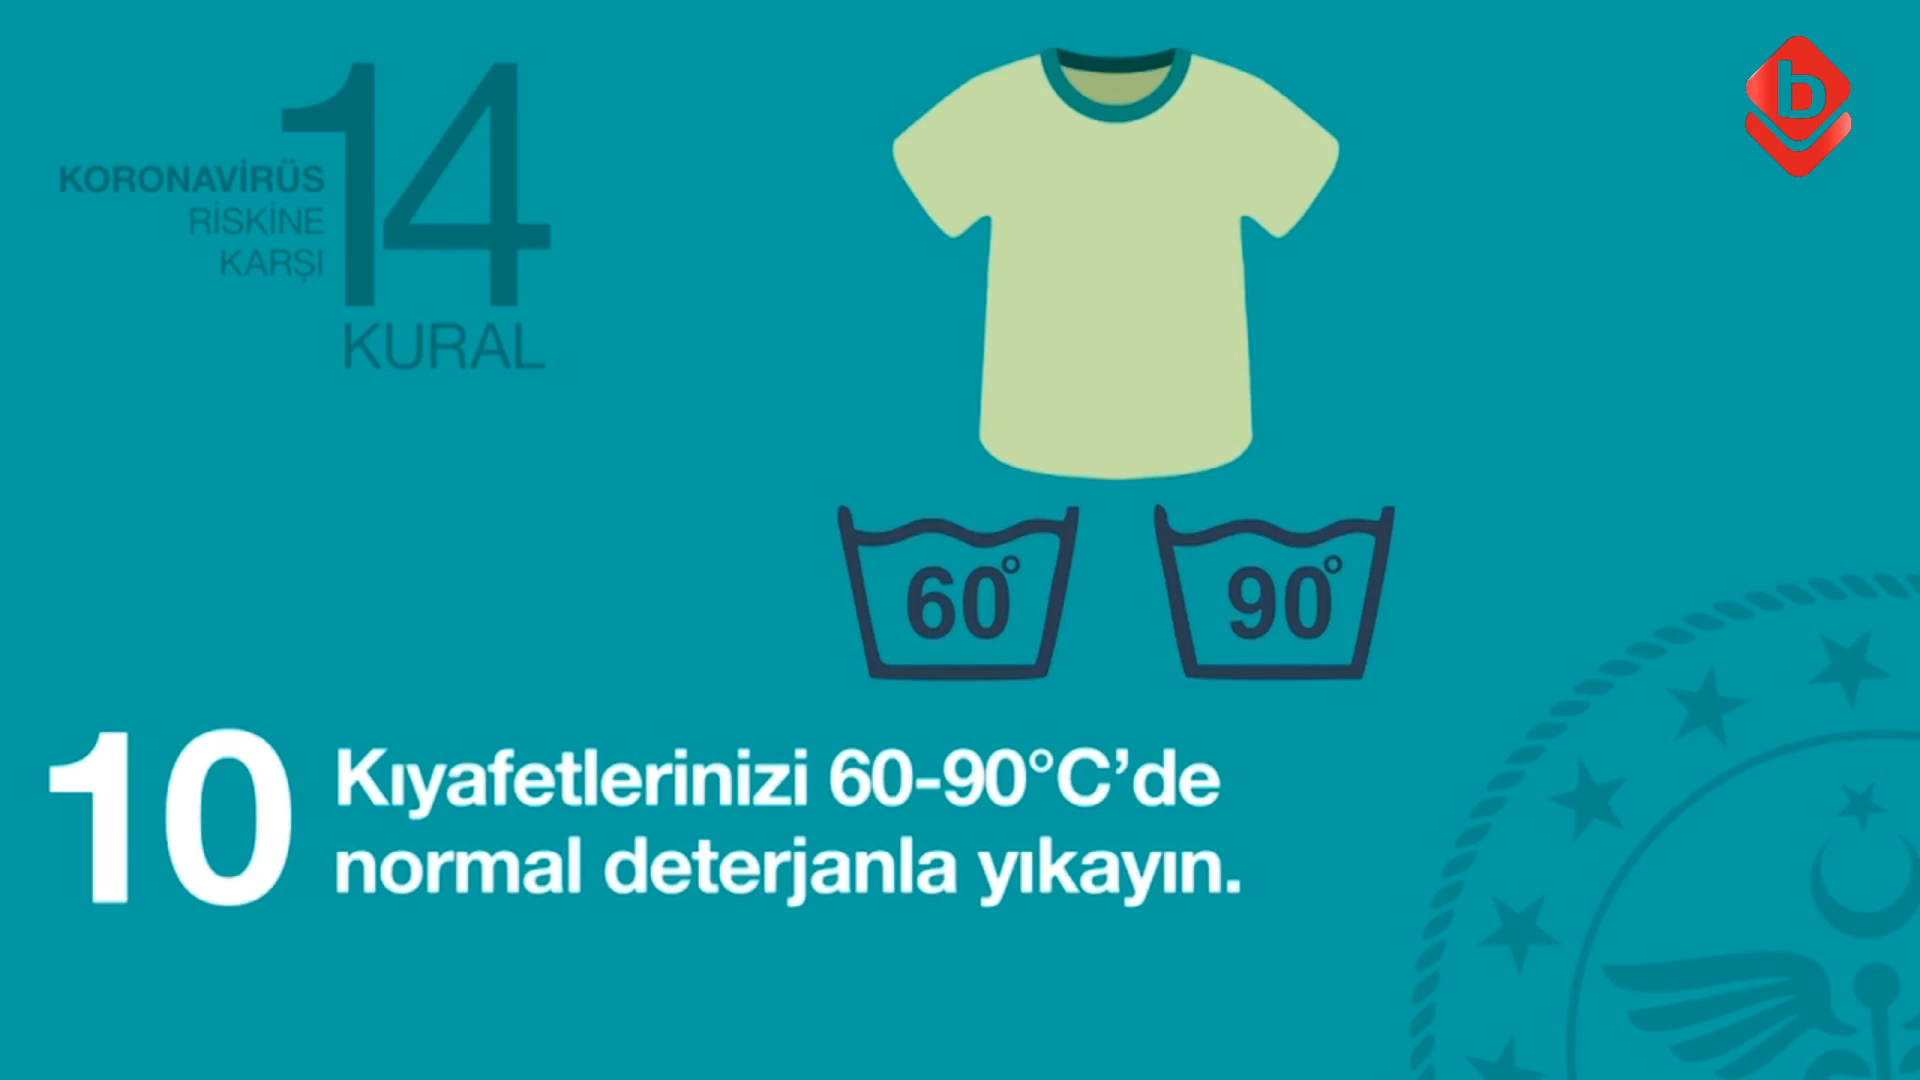 KORONAVİRÜS
RİSKİNE
KARŞI
14
KURAL
b
60°
90°
10
Kıyafetlerinizi 60-90°C’de
normal deterjanla yıkayın.